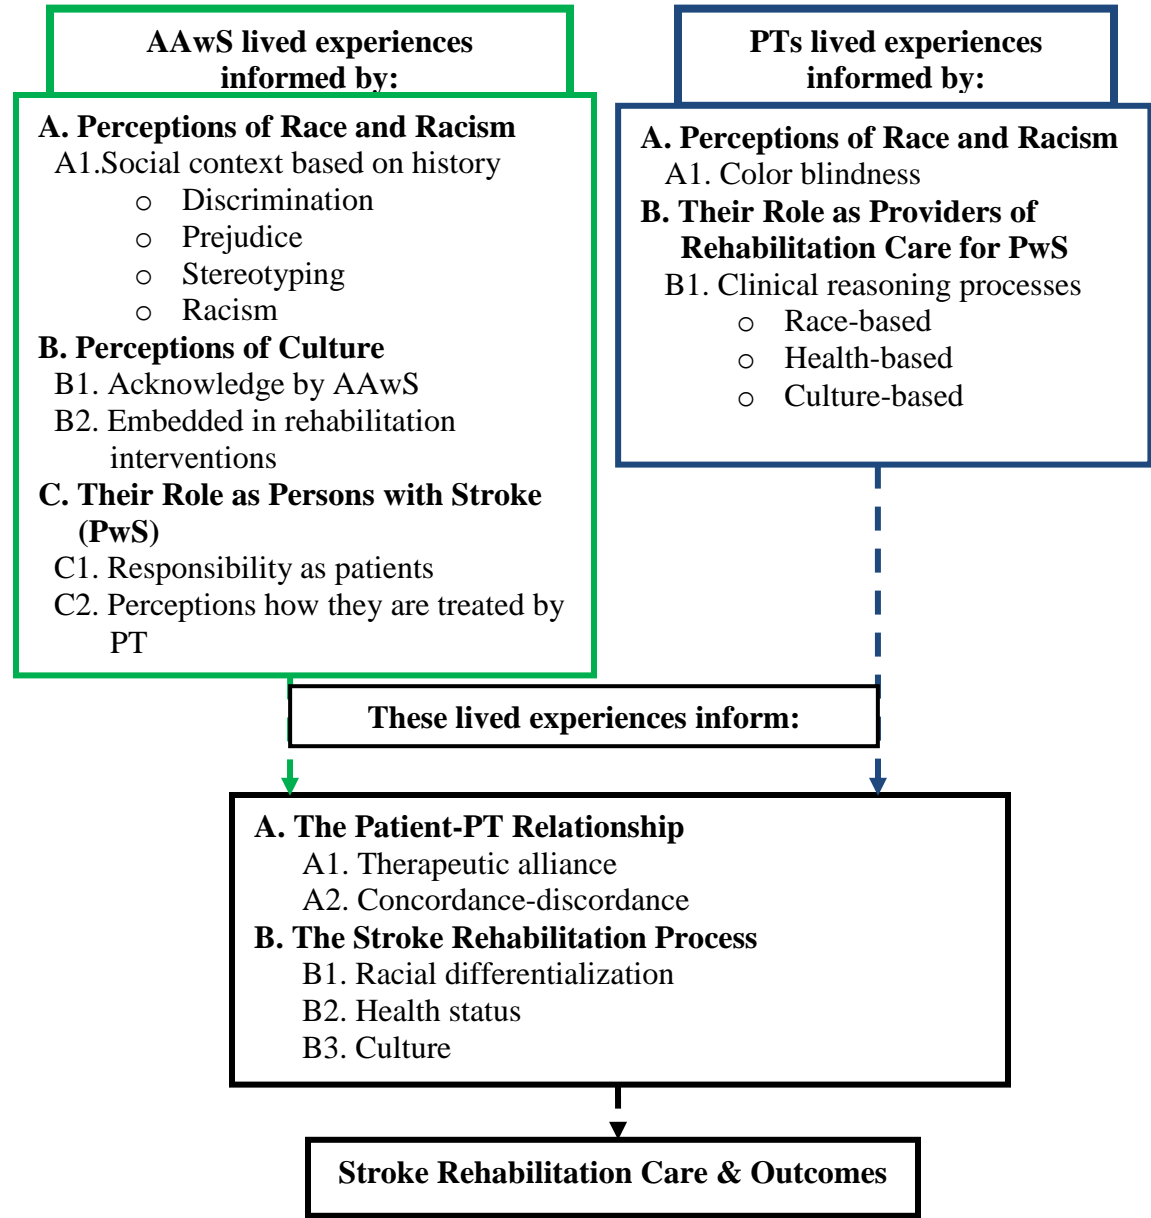 AAwS lived experiences
informed by:
A. Perceptions of Race and Racism
A1.Social context based on history
o Discrimination
o Prejudice
o Stereotyping
o Racism
B. Perceptions of Culture
B1. Acknowledge by AAwS
B2. Embedded in rehabilitation
interventions
C. Their Role as Persons with Stroke
(PwS)
C1. Responsibility as patients
C2. Perceptions how they are treated by
PT
PTs lived experiences
informed by:
A. Perceptions of Race and Racism
A1. Color blindness
B. Their Role as Providers of
Rehabilitation Care for PwS
B1. Clinical reasoning processes
o Race-based
o Health-based
o Culture-based
These lived experiences inform:
A. The Patient-PT Relationship
A1. Therapeutic alliance
A2. Concordance-discordance
B. The Stroke Rehabilitation Process
B1. Racial differentialization
B2. Health status
B3. Culture
Stroke Rehabilitation Care & Outcomes